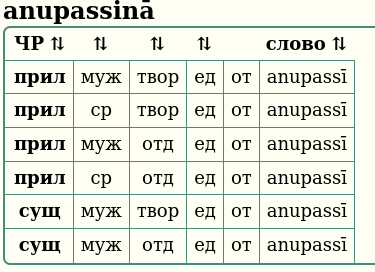 anupassinā
ЧР ⇅ ⇅ ⇅ ⇅ слово ⇅
прил муж твор ед от anupassī
прил ср твор ед от anupassī
прил муж отд ед от anupassī
прил ср отд ед от anupassī
сущ муж твор ед от anupassī
сущ муж отд ед от anupassī